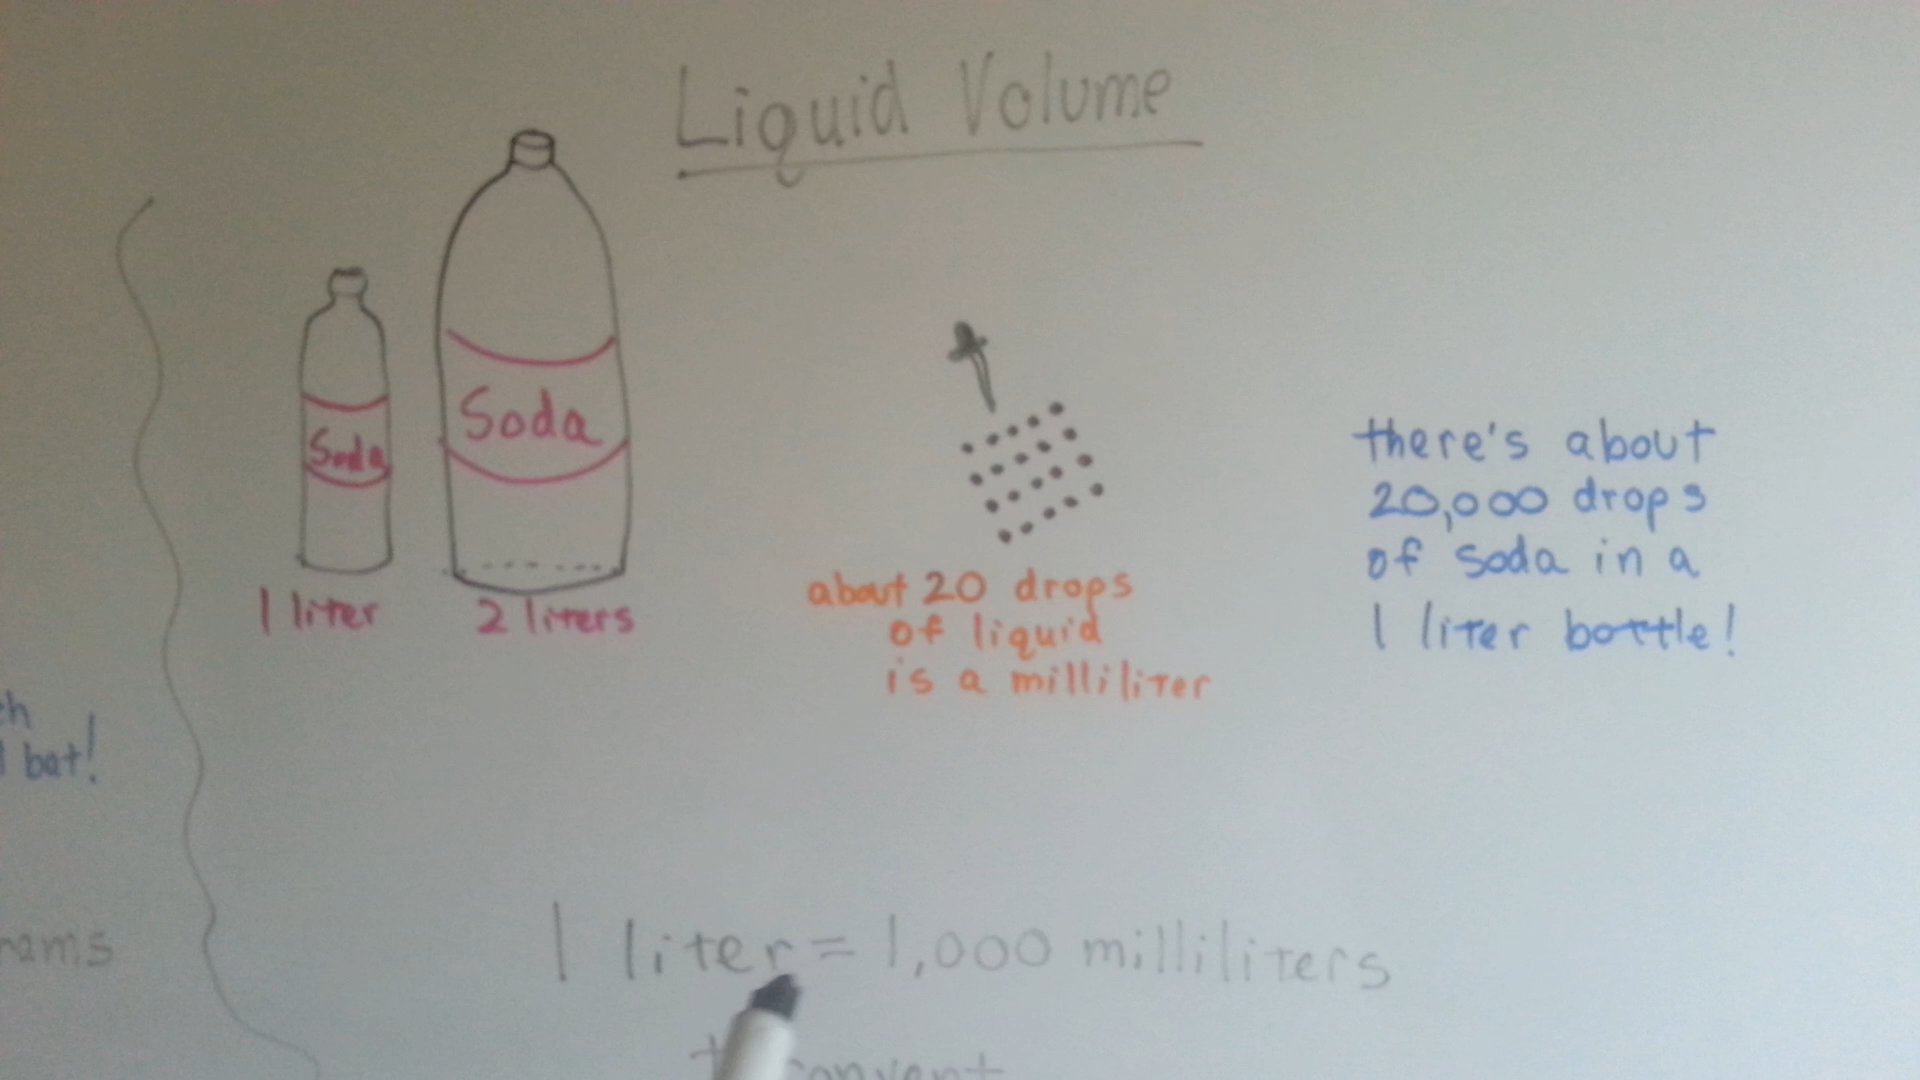 Liquid Volume
Soda
Soda
1 liter
2 liters
about 20 drops
of liquid
is a milliliter
there's about
20,000 drops
of soda in a
1 liter bottle!
bat!
1 liter = 1,000 milliliters